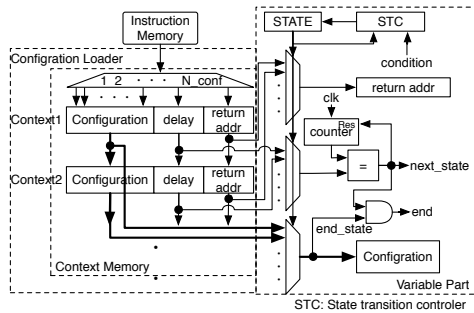 Instruction
Memory
STATE
STC
Configration Loader
condition
1 2 · · · N_conf
return addr
clk
Context1
Configuration
delay
return
addr
counter
Res
=
next_state
Context2
Configuration
delay
return
addr
end
end_state
Context Memory
Configration
Variable Part
STC: State transition controler